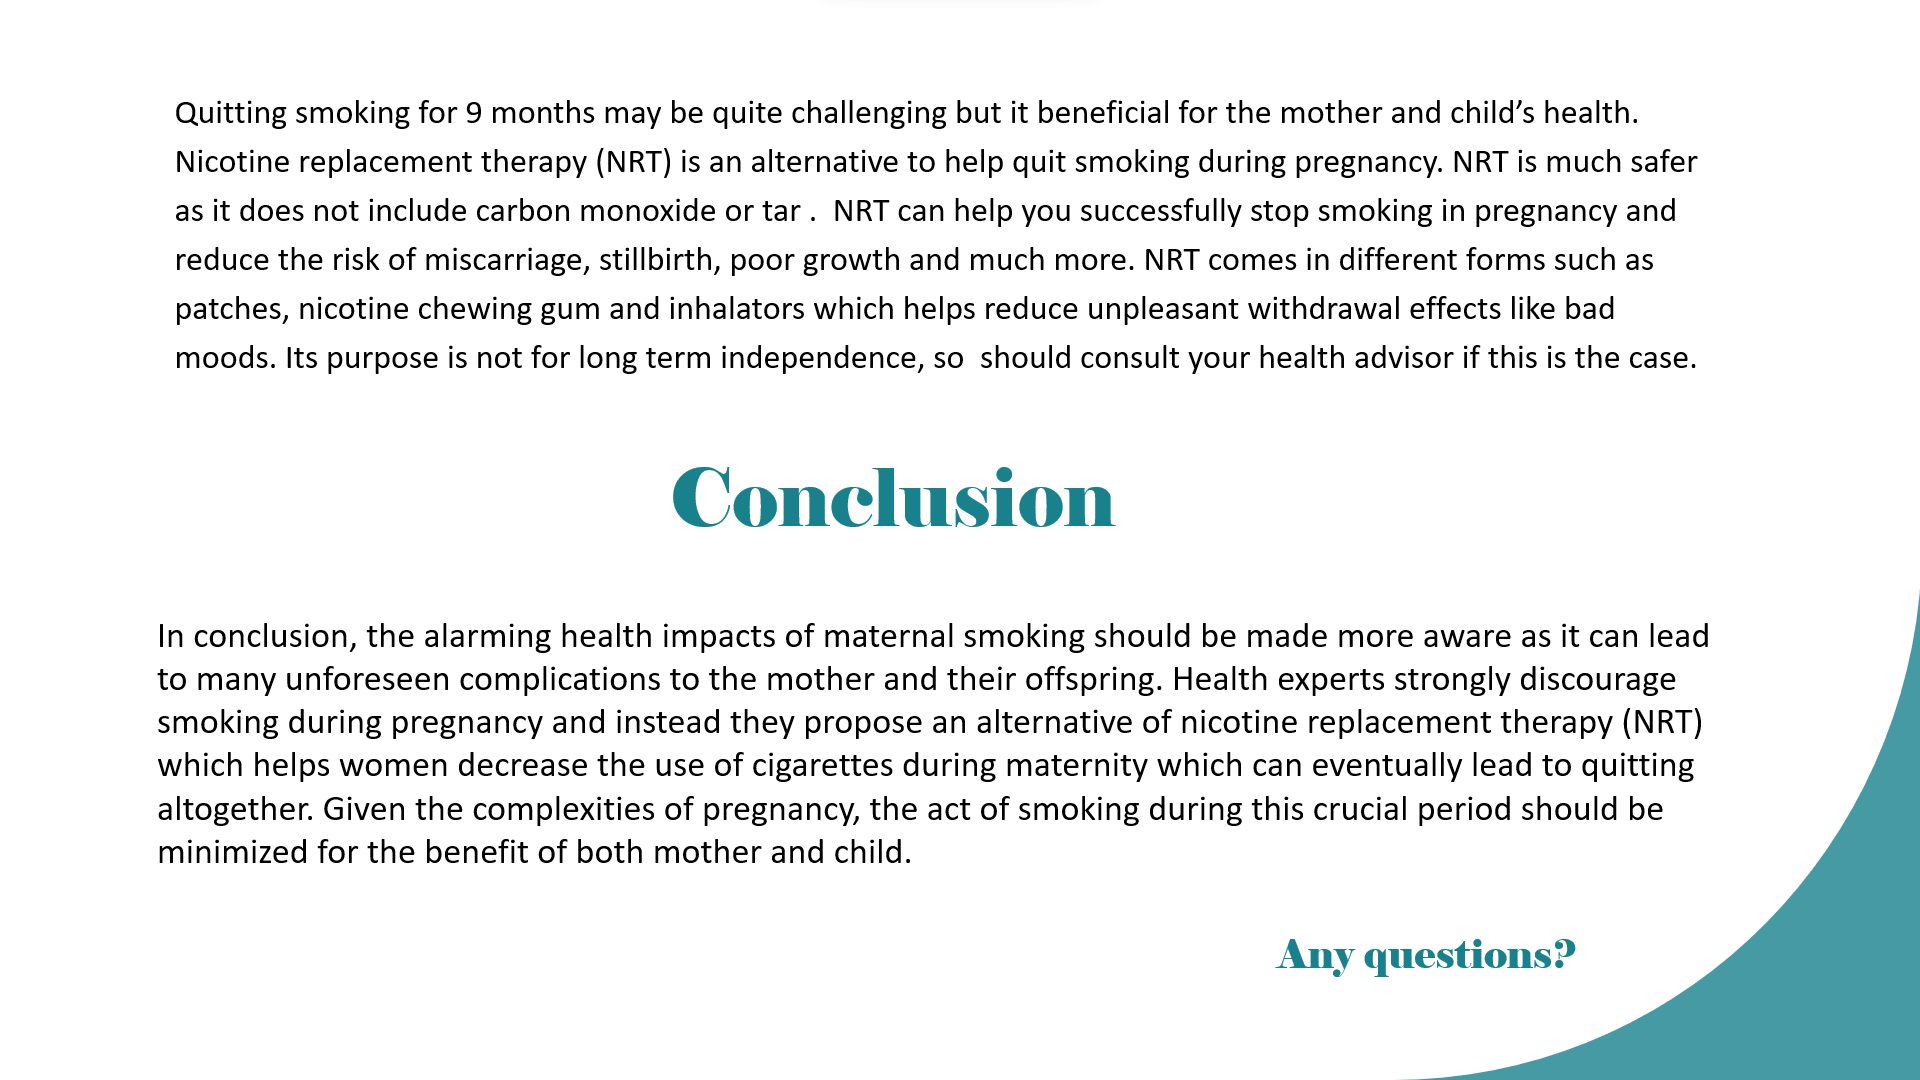 Quitting smoking for 9 months may be quite challenging but it beneficial for the mother and child’s health.
Nicotine replacement therapy (NRT) is an alternative to help quit smoking during pregnancy. NRT is much safer
as it does not include carbon monoxide or tar .  NRT can help you successfully stop smoking in pregnancy and
reduce the risk of miscarriage, stillbirth, poor growth and much more. NRT comes in different forms such as
patches, nicotine chewing gum and inhalators which helps reduce unpleasant withdrawal effects like bad
moods. Its purpose is not for long term independence, so  should consult your health advisor if this is the case.
Conclusion
In conclusion, the alarming health impacts of maternal smoking should be made more aware as it can lead
to many unforeseen complications to the mother and their offspring. Health experts strongly discourage
smoking during pregnancy and instead they propose an alternative of nicotine replacement therapy (NRT)
which helps women decrease the use of cigarettes during maternity which can eventually lead to quitting
altogether. Given the complexities of pregnancy, the act of smoking during this crucial period should be
minimized for the benefit of both mother and child.
Any questions?